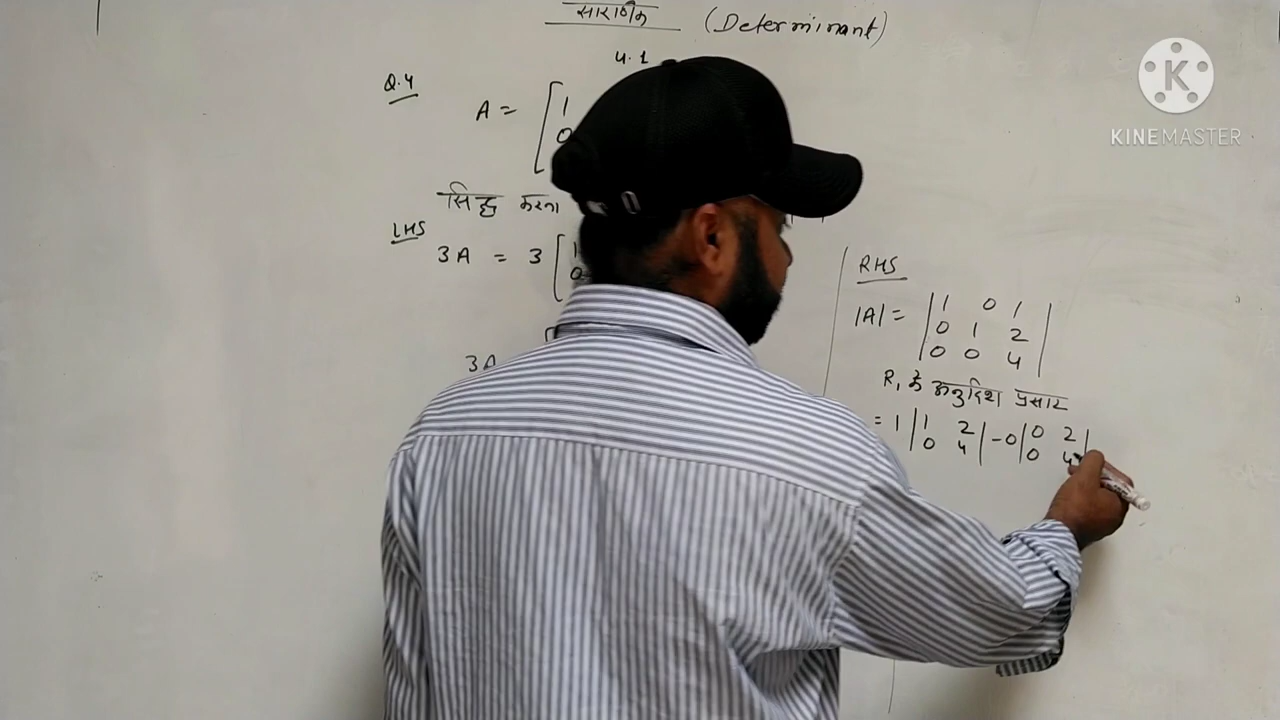 सारणिक (Determinant)
4.1
Q.4 A = [1
0
सिद्ध करना
LHS
3A = 3 [1
0
3A
RHS
|A| = |1 0 1|
|0 1 2|
|0 0 4|
R₁ के अनुदिश प्रसार
= 1 |1 2| - 0 |0 2|
|0 4| |0 4|
K
KINEMASTER